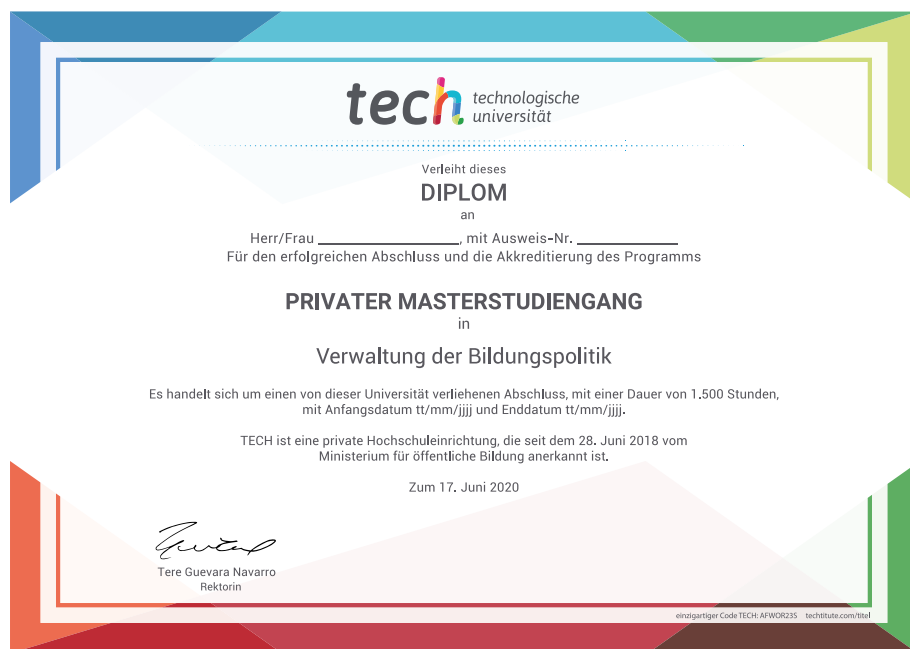 tech technologische
universität
Verleiht dieses
DIPLOM
an
Herr/Frau ____________________, mit Ausweis-Nr. ______________
Für den erfolgreichen Abschluss und die Akkreditierung des Programms
PRIVATER MASTERSTUDIENGANG
in
Verwaltung der Bildungspolitik
Es handelt sich um einen von dieser Universität verliehenen Abschluss, mit einer Dauer von 1.500 Stunden,
mit Anfangsdatum tt/mm/jjjj und Enddatum tt/mm/jjjj.
TECH ist eine private Hochschuleinrichtung, die seit dem 28. Juni 2018 vom
Ministerium für öffentliche Bildung anerkannt ist.
Zum 17. Juni 2020
Tere Guevara Navarro
Rektorin
einzigartiger Code TECH: AFWOR23S techtitute.com/titel